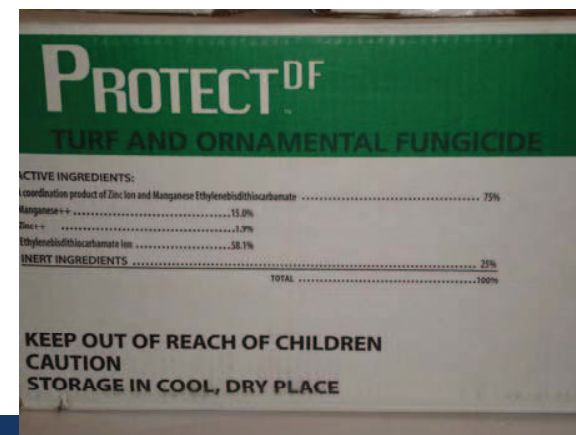 PROTECT DF
TM
TURF AND ORNAMENTAL FUNGICIDE
ACTIVE INGREDIENTS:
A coordination product of Zinc Ion and Manganese Ethylenebisdithiocarbamate ........ 75%
Manganese++ ........ 15.0%
Zinc++ ........ 1.9%
Ethylenebisdithiocarbamate Ion ........ 58.1%
INERT INGREDIENTS ........ 25%
TOTAL ........ 100%
KEEP OUT OF REACH OF CHILDREN
CAUTION
STORAGE IN COOL, DRY PLACE